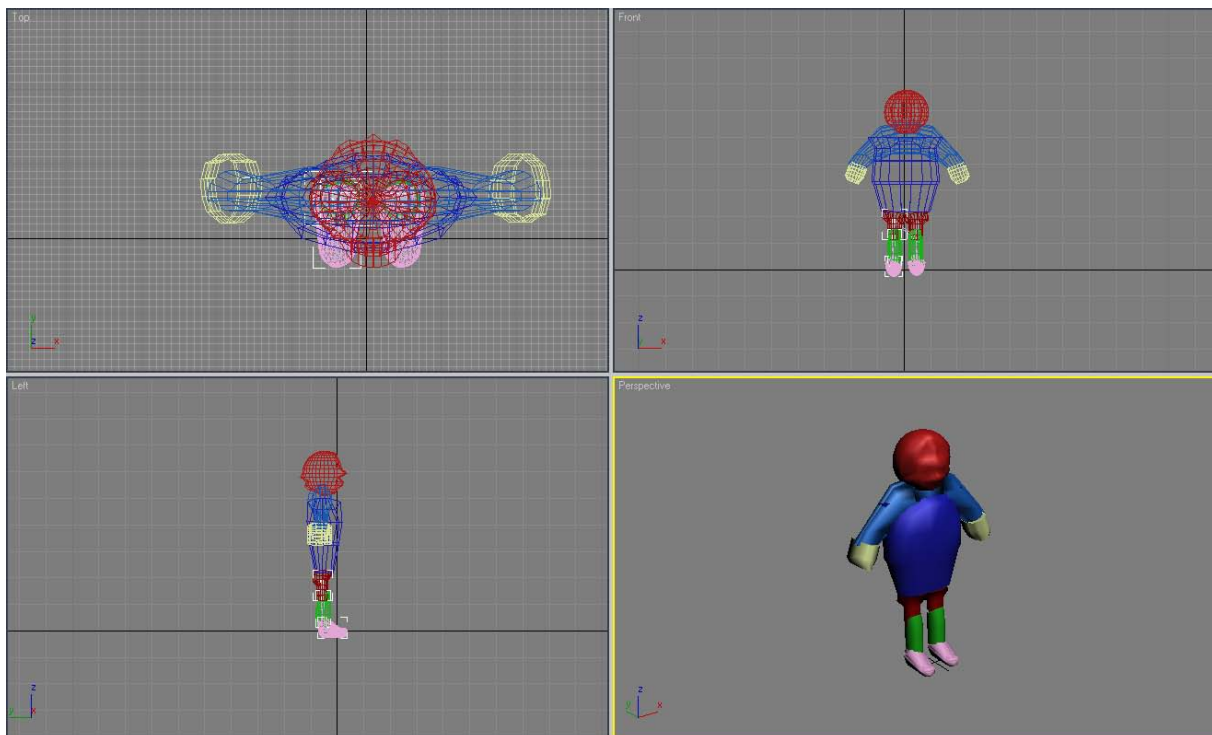 Top
y
z x
Front
z
y x
Left
z
y x
Perspective
z
y x